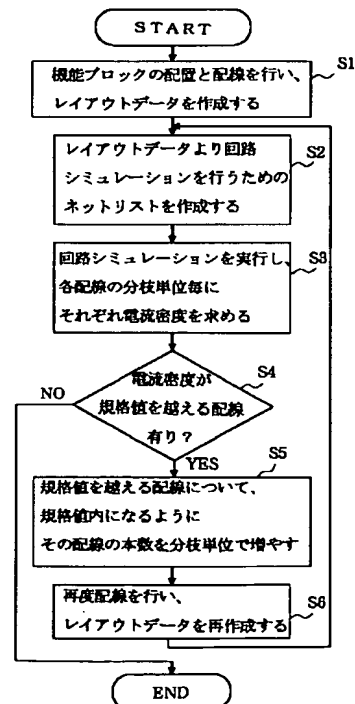 START
S1
機能ブロックの配置と配線を行い、
レイアウトデータを作成する
S2
レイアウトデータより回路
シミュレーションを行うための
ネットリストを作成する
S3
回路シミュレーションを実行し、
各配線の分枝単位毎に
それぞれ電流密度を求める
S4
電流密度が
規格値を越える配線
有り?
NO
YES
S5
規格値を越える配線について、
規格値内になるように
その配線の本数を分枝単位で増やす
S6
再度配線を行い、
レイアウトデータを再作成する
END